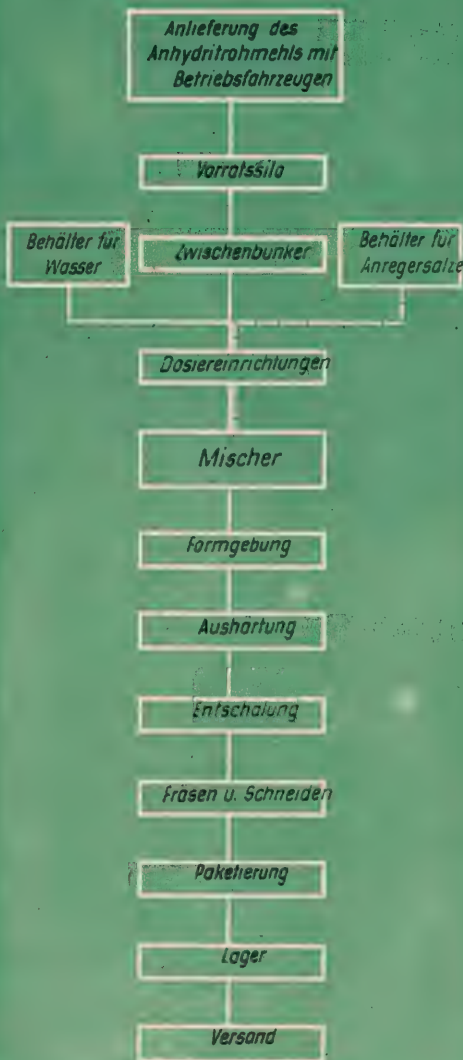 Anlieferung des
Anhydritrohmehls mit
Betriebsfahrzeugen
Vorratssilo
Behälter für
Wasser
Zwischenbunker
Behälter für
Anregersalze
Dosiereinrichtungen
Mischer
Formgebung
Aushärtung
Entschalung
Fräsen u. Schneiden
Paketierung
Lager
Versand